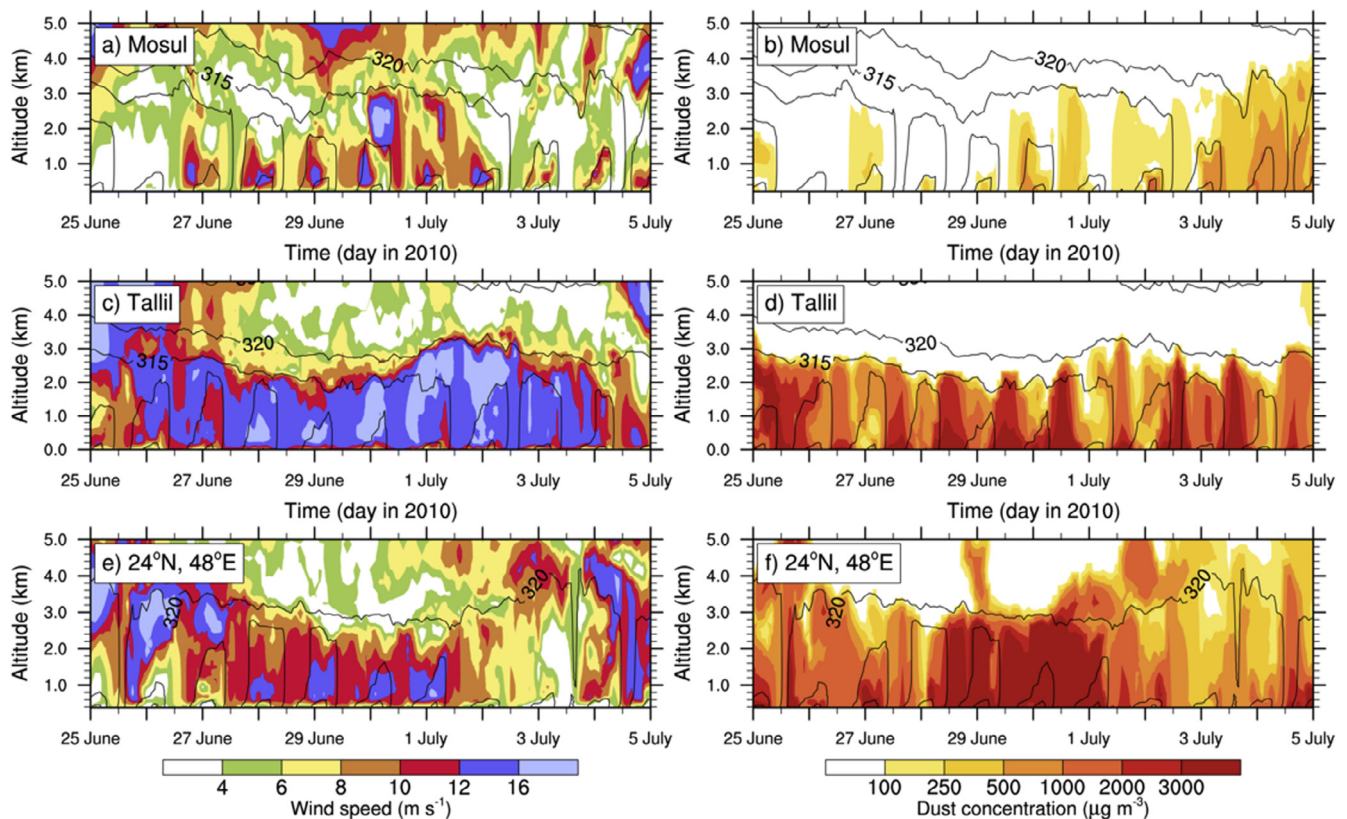 a) Mosul
Altitude (km)
5.0
4.0
3.0
2.0
1.0
315
320
25 June 27 June 29 June 1 July 3 July 5 July
Time (day in 2010)
b) Mosul
Altitude (km)
5.0
4.0
3.0
2.0
1.0
315
320
25 June 27 June 29 June 1 July 3 July 5 July
Time (day in 2010)
c) Tallil
Altitude (km)
5.0
4.0
3.0
2.0
1.0
0.0
315
320
25 June 27 June 29 June 1 July 3 July 5 July
Time (day in 2010)
d) Tallil
Altitude (km)
5.0
4.0
3.0
2.0
1.0
0.0
315
320
25 June 27 June 29 June 1 July 3 July 5 July
Time (day in 2010)
e) 24°N, 48°E
Altitude (km)
5.0
4.0
3.0
2.0
1.0
320
320
25 June 27 June 29 June 1 July 3 July 5 July
f) 24°N, 48°E
Altitude (km)
5.0
4.0
3.0
2.0
1.0
320
320
25 June 27 June 29 June 1 July 3 July 5 July
4 6 8 10 12 16
Wind speed (m s⁻¹)
100 250 500 1000 2000 3000
Dust concentration (µg m⁻³)